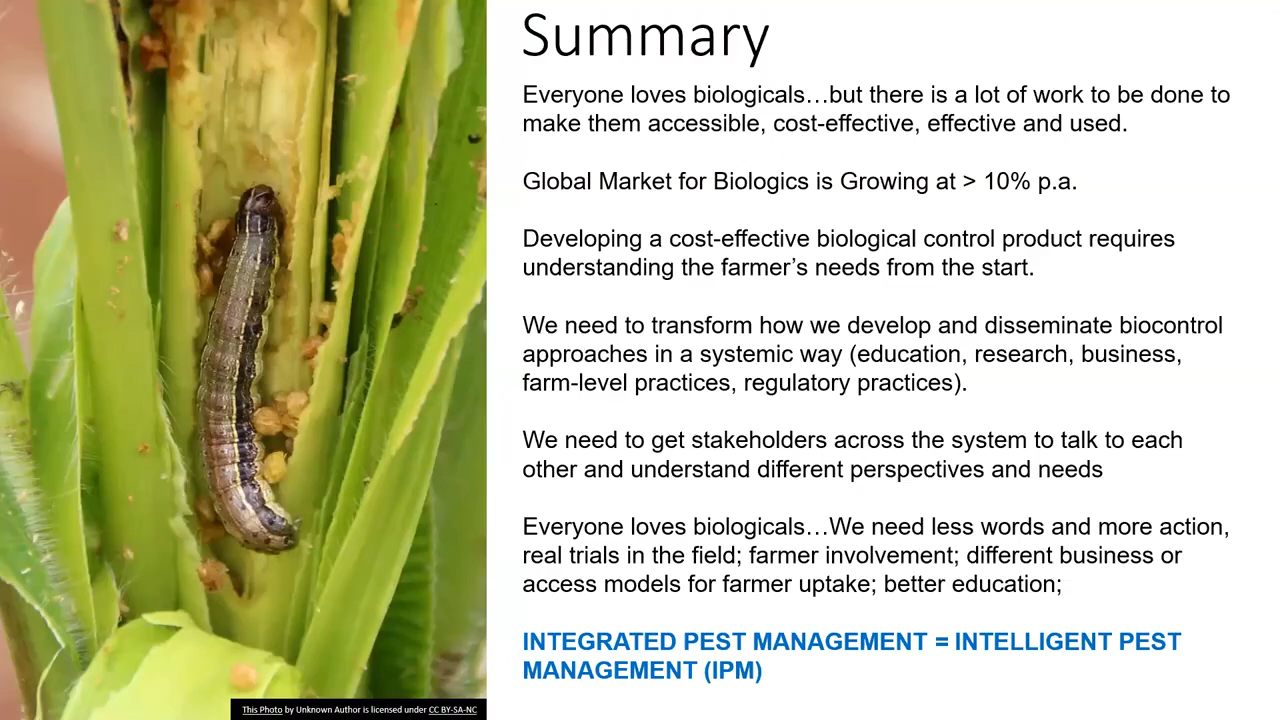 Summary
Everyone loves biologicals…but there is a lot of work to be done to
make them accessible, cost-effective, effective and used.
Global Market for Biologics is Growing at > 10% p.a.
Developing a cost-effective biological control product requires
understanding the farmer’s needs from the start.
We need to transform how we develop and disseminate biocontrol
approaches in a systemic way (education, research, business,
farm-level practices, regulatory practices).
We need to get stakeholders across the system to talk to each
other and understand different perspectives and needs
Everyone loves biologicals…We need less words and more action,
real trials in the field; farmer involvement; different business or
access models for farmer uptake; better education;
INTEGRATED PEST MANAGEMENT = INTELLIGENT PEST
MANAGEMENT (IPM)
This Photo by Unknown Author is licensed under CC BY-SA-NC